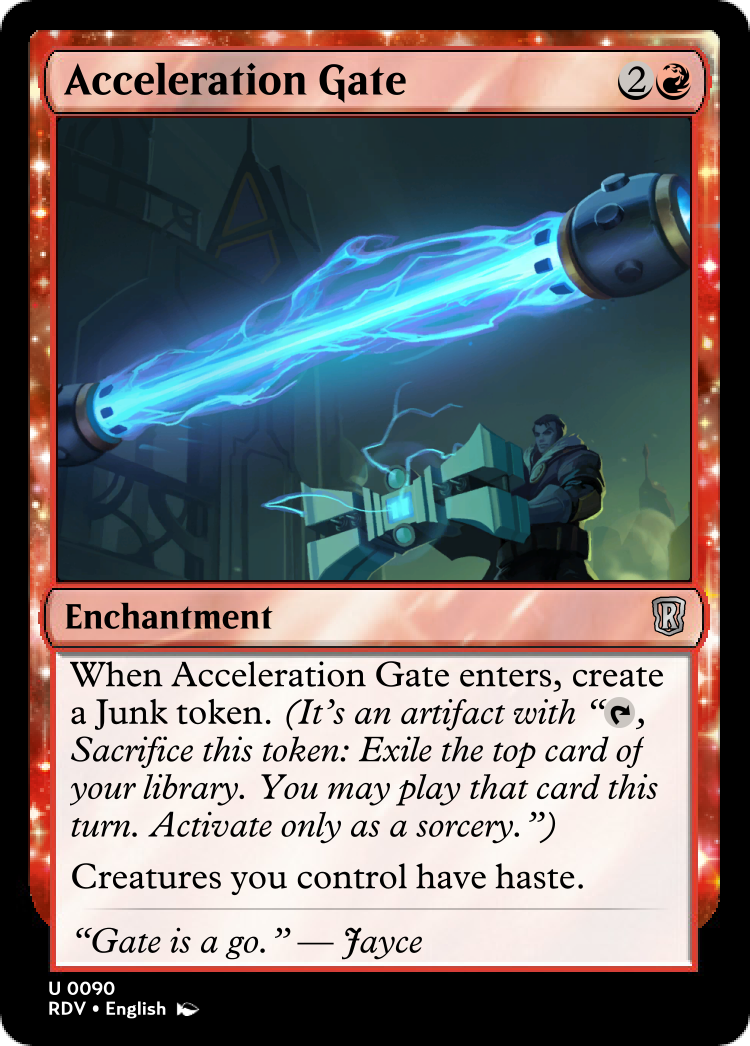 Acceleration Gate 2
Enchantment R
When Acceleration Gate enters, create
a Junk token. (It's an artifact with “,
Sacrifice this token: Exile the top card of
your library. You may play that card this
turn. Activate only as a sorcery.”)
Creatures you control have haste.
“Gate is a go.” — Jayce
U 0090
RDV • English